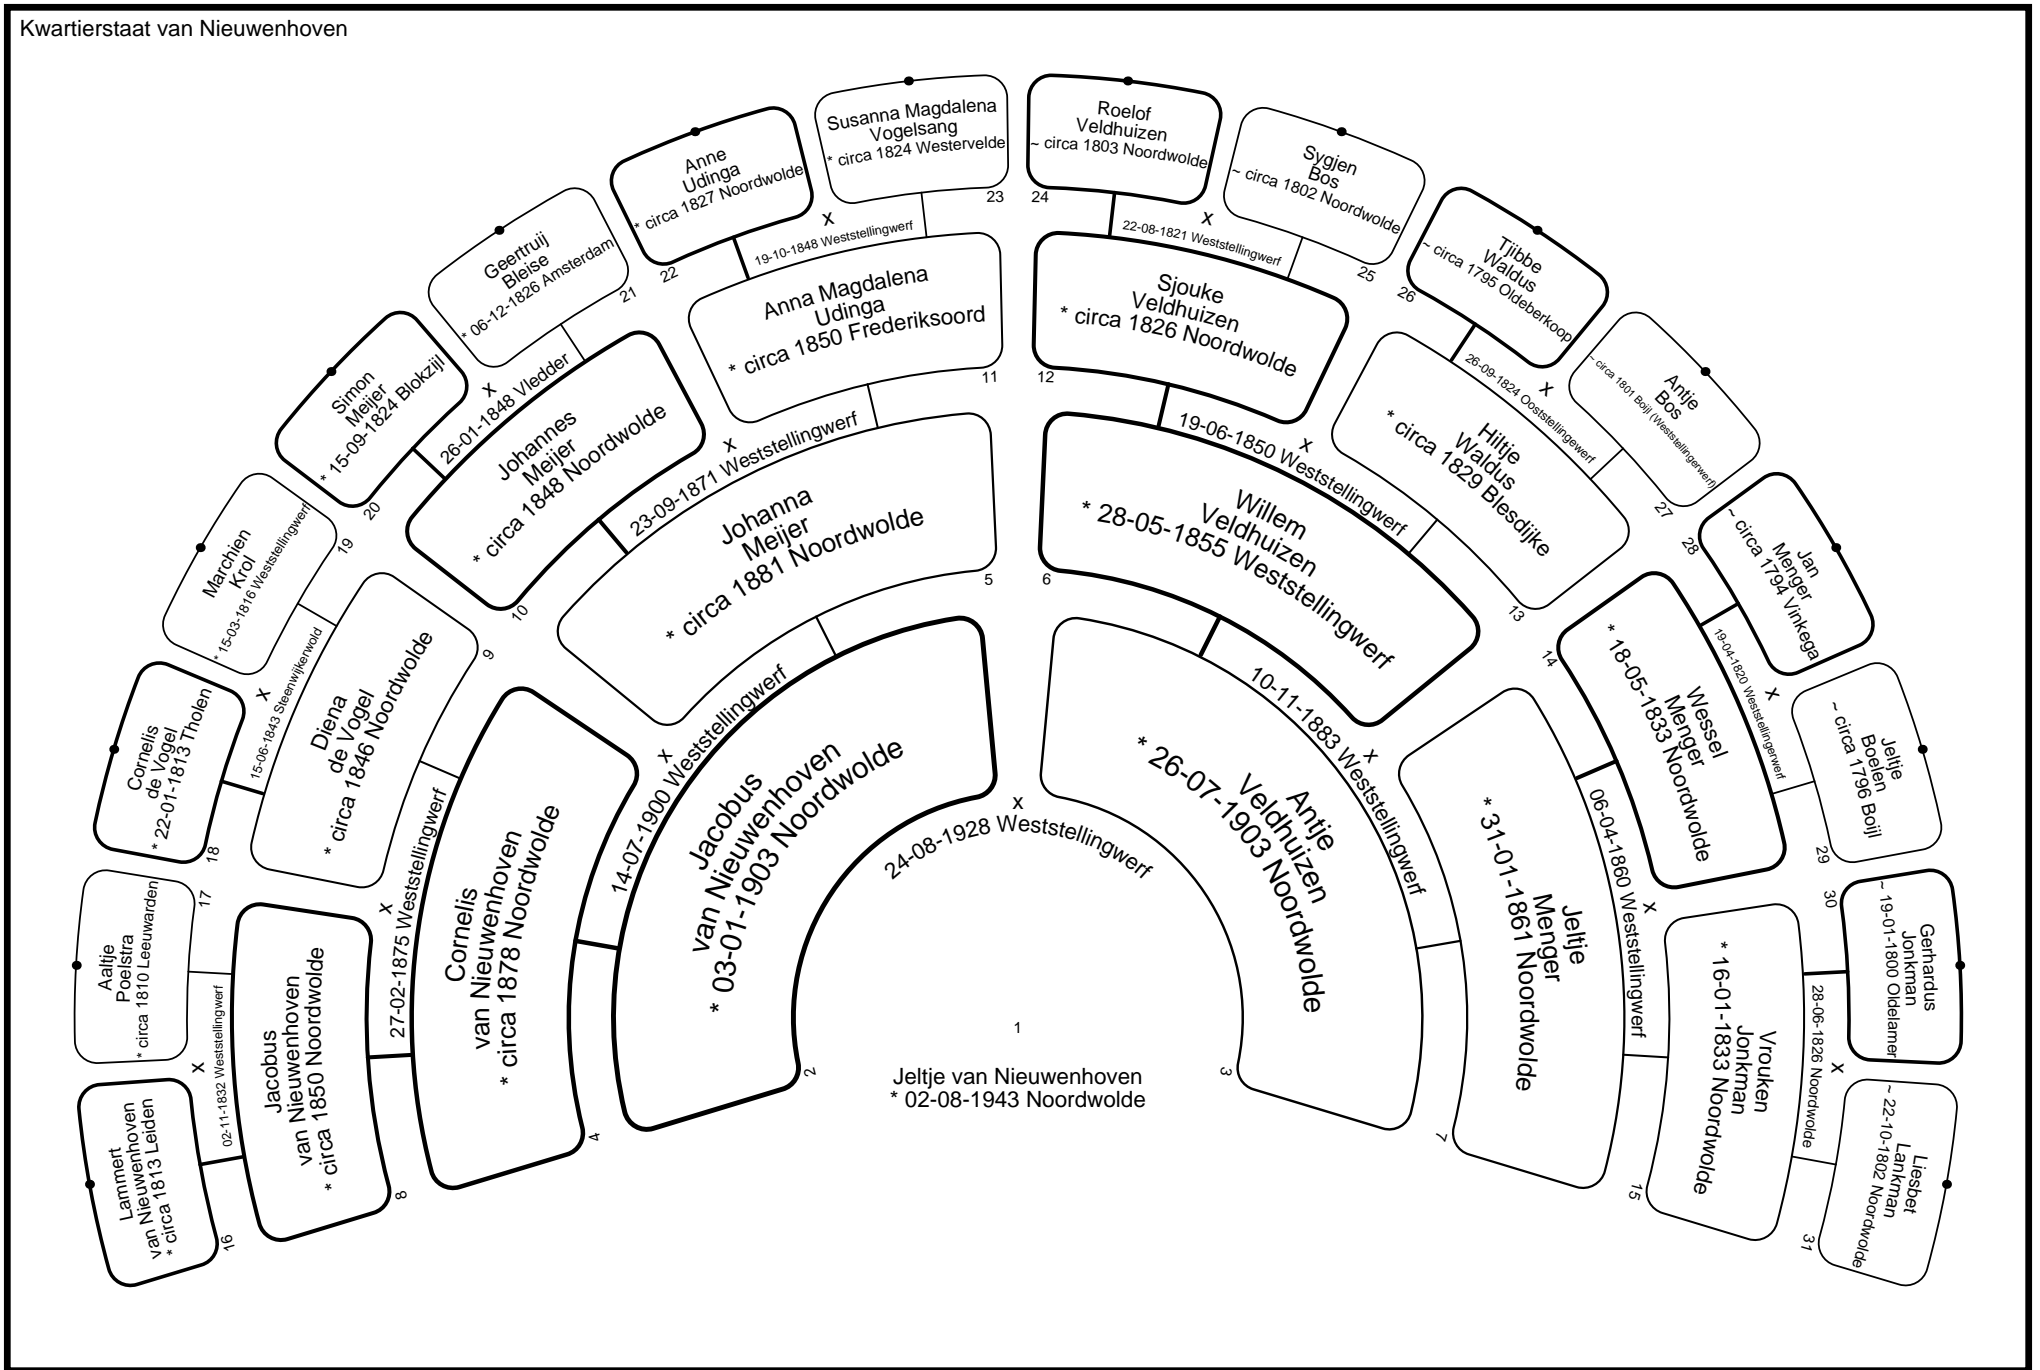 Kwartierstaat van Nieuwenhoven
1
Jeltje van Nieuwenhoven
* 02-08-1943 Noordwolde
Jacobus
van Nieuwenhoven
* 03-01-1903 Noordwolde
2
x
24-08-1928 Weststellingwerf
Antje
Veldhuizen
* 26-07-1903 Noordwolde
3
Cornelis
van Nieuwenhoven
* circa 1878 Noordwolde
4
x
14-07-1900 Weststellingwerf
Johanna
Meijer
* circa 1881 Noordwolde
5
Willem
Veldhuizen
* 28-05-1855 Weststellingwerf
6
x
10-11-1883 Weststellingwerf
Jeltje
Menger
* 31-01-1861 Noordwolde
7
Jacobus
van Nieuwenhoven
* circa 1850 Noordwolde
8
x
27-02-1875 Weststellingwerf
Diena
de Vogel
* circa 1846 Noordwolde
9
Johannes
Meijer
* circa 1848 Noordwolde
10
x
23-09-1871 Weststellingwerf
Anna Magdalena
Udinga
* circa 1850 Frederiksoord
11
Sjouke
Veldhuizen
* circa 1826 Noordwolde
12
x
19-06-1850 Weststellingwerf
Hiltje
Waldus
* circa 1829 Blesdijke
13
Wessel
Menger
* 18-05-1833 Noordwolde
14
x
06-04-1860 Weststellingwerf
Vrouken
Jonkman
* 16-01-1833 Noordwolde
15
Lammert
van Nieuwenhoven
* circa 1813 Leiden
16
x
02-11-1832 Weststellingwerf
Aaltje
Poelstra
* circa 1810 Leeuwarden
17
Cornelis
de Vogel
* 22-01-1813 Tholen
18
x
15-06-1843 Steenwijkerwold
Marchien
Krol
* 15-03-1816 Weststellingwerf
19
Simon
Meijer
* 15-09-1824 Blokzijl
20
x
26-01-1848 Vledder
Geertruij
Bleise
* 06-12-1826 Amsterdam
21
Anne
Udinga
* circa 1827 Noordwolde
22
x
19-10-1848 Weststellingwerf
Susanna Magdalena
Vogelsang
* circa 1824 Westervelde
23
Roelof
Veldhuizen
~ circa 1803 Noordwolde
24
x
22-08-1821 Weststellingwerf
Sygjen
Bos
~ circa 1802 Noordwolde
25
Tjibbe
Waldus
~ circa 1795 Oldeberkoop
26
x
26-09-1824 Ooststellingewerf
Antje
Bos
~ circa 1801 Boijl (Weststellingerwerf)
27
Jan
Menger
~ circa 1794 Vinkega
28
x
19-04-1820 Weststellingerwerf
Jeltje
Boelen
~ circa 1796 Boijl
29
Gerhardus
Jonkman
~ 19-01-1800 Oldelamer
30
x
28-06-1826 Noordwolde
Liesbet
Lankman
~ 22-10-1802 Noordwolde
31